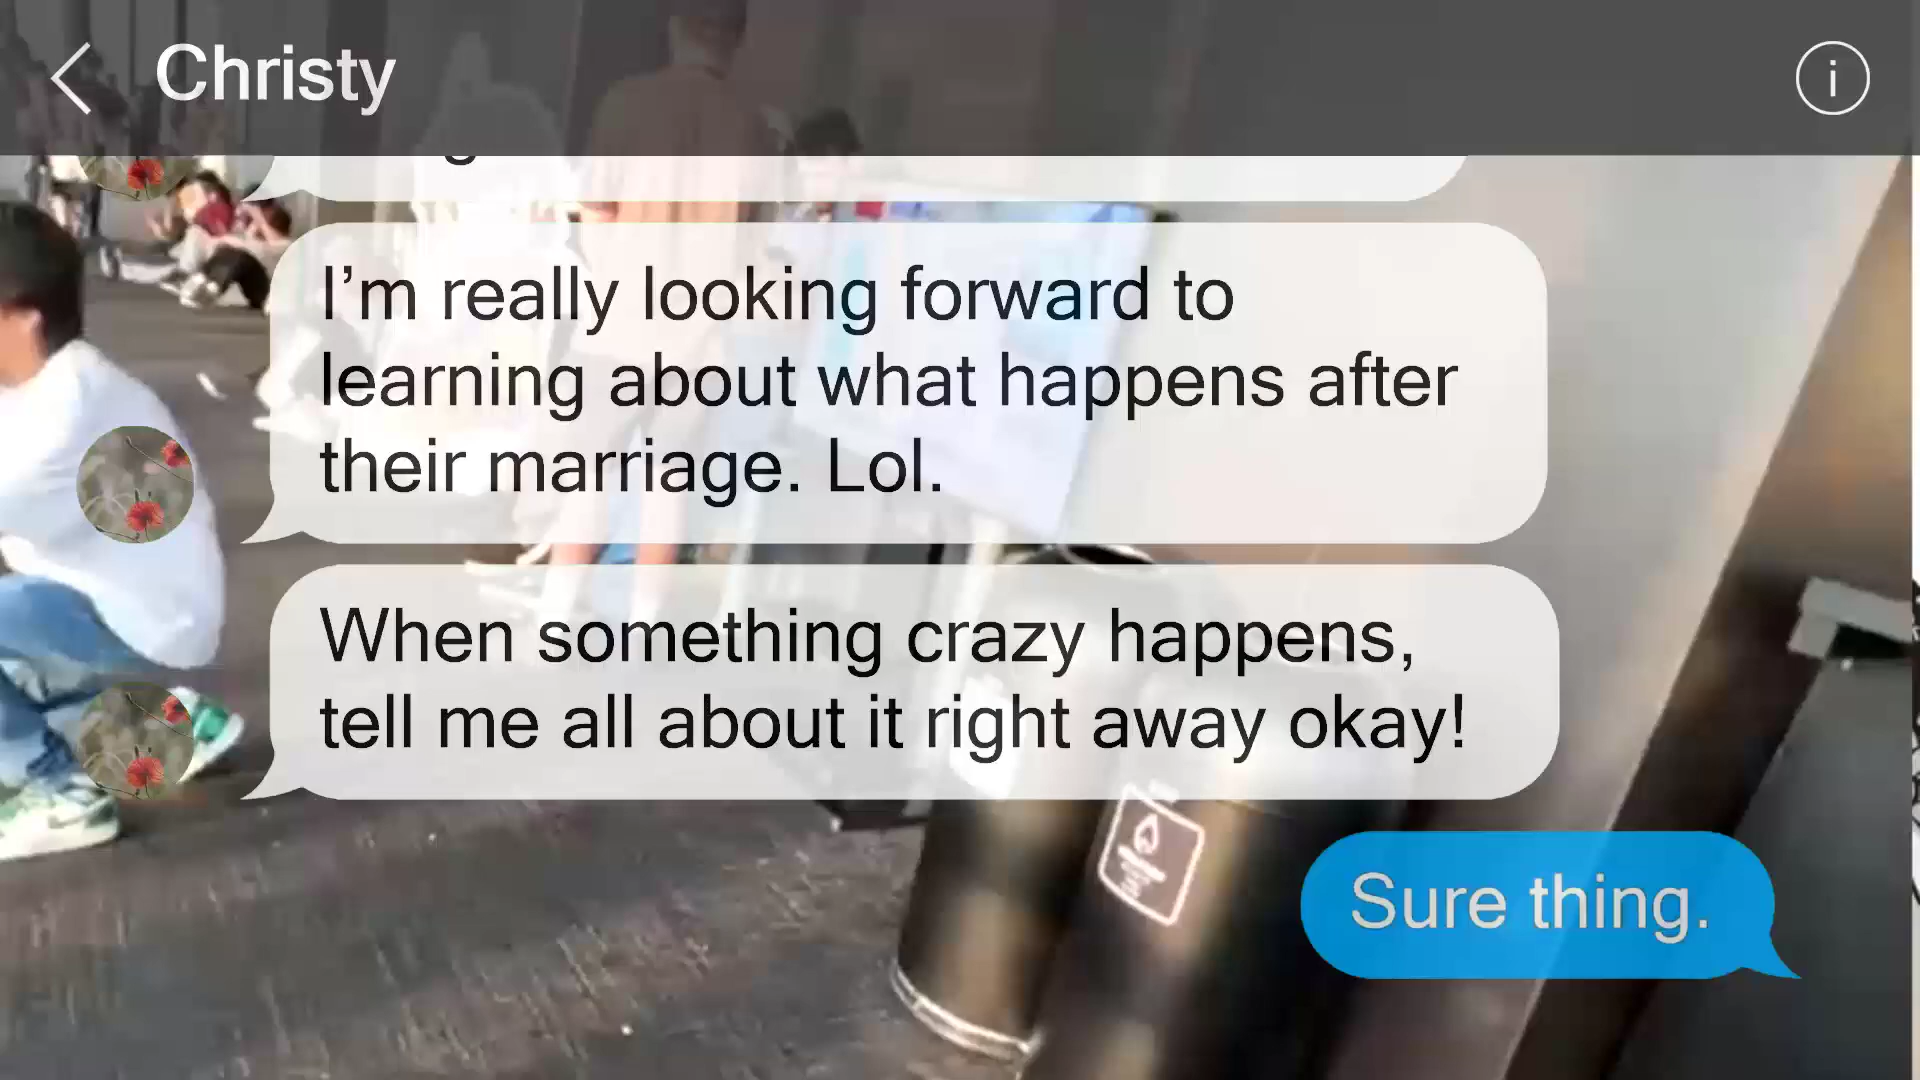 Christy
I’m really looking forward to
learning about what happens after
their marriage. Lol.
When something crazy happens,
tell me all about it right away okay!
Sure thing.